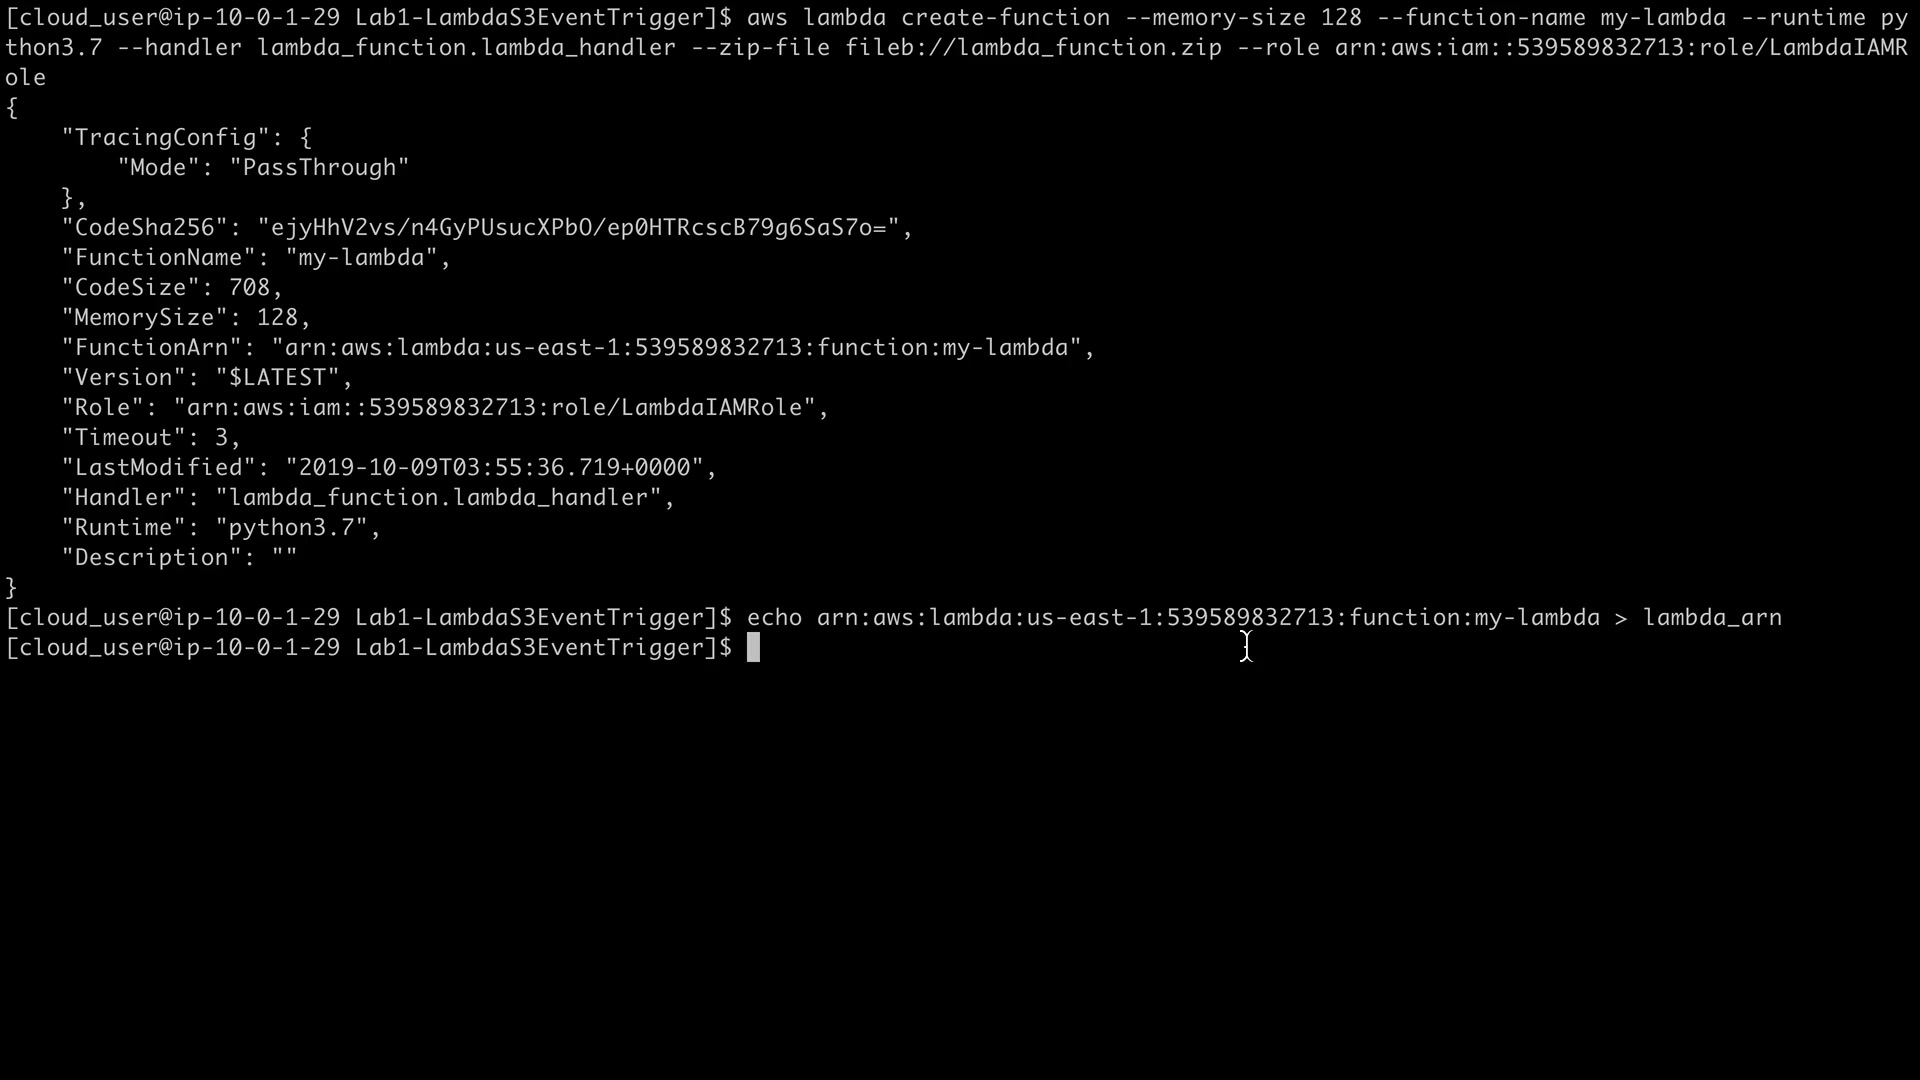 [cloud_user@ip-10-0-1-29 Lab1-LambdaS3EventTrigger]$ aws lambda create-function --memory-size 128 --function-name my-lambda --runtime py
thon3.7 --handler lambda_function.lambda_handler --zip-file fileb://lambda_function.zip --role arn:aws:iam::539589832713:role/LambdaIAMR
ole
{
    "TracingConfig": {
        "Mode": "PassThrough"
    },
    "CodeSha256": "ejyHhV2vs/n4GyPUsucXPbO/ep0HTRcscB79g6SaS7o=",
    "FunctionName": "my-lambda",
    "CodeSize": 708,
    "MemorySize": 128,
    "FunctionArn": "arn:aws:lambda:us-east-1:539589832713:function:my-lambda",
    "Version": "$LATEST",
    "Role": "arn:aws:iam::539589832713:role/LambdaIAMRole",
    "Timeout": 3,
    "LastModified": "2019-10-09T03:55:36.719+0000",
    "Handler": "lambda_function.lambda_handler",
    "Runtime": "python3.7",
    "Description": ""
}
[cloud_user@ip-10-0-1-29 Lab1-LambdaS3EventTrigger]$ echo arn:aws:lambda:us-east-1:539589832713:function:my-lambda > lambda_arn
[cloud_user@ip-10-0-1-29 Lab1-LambdaS3EventTrigger]$